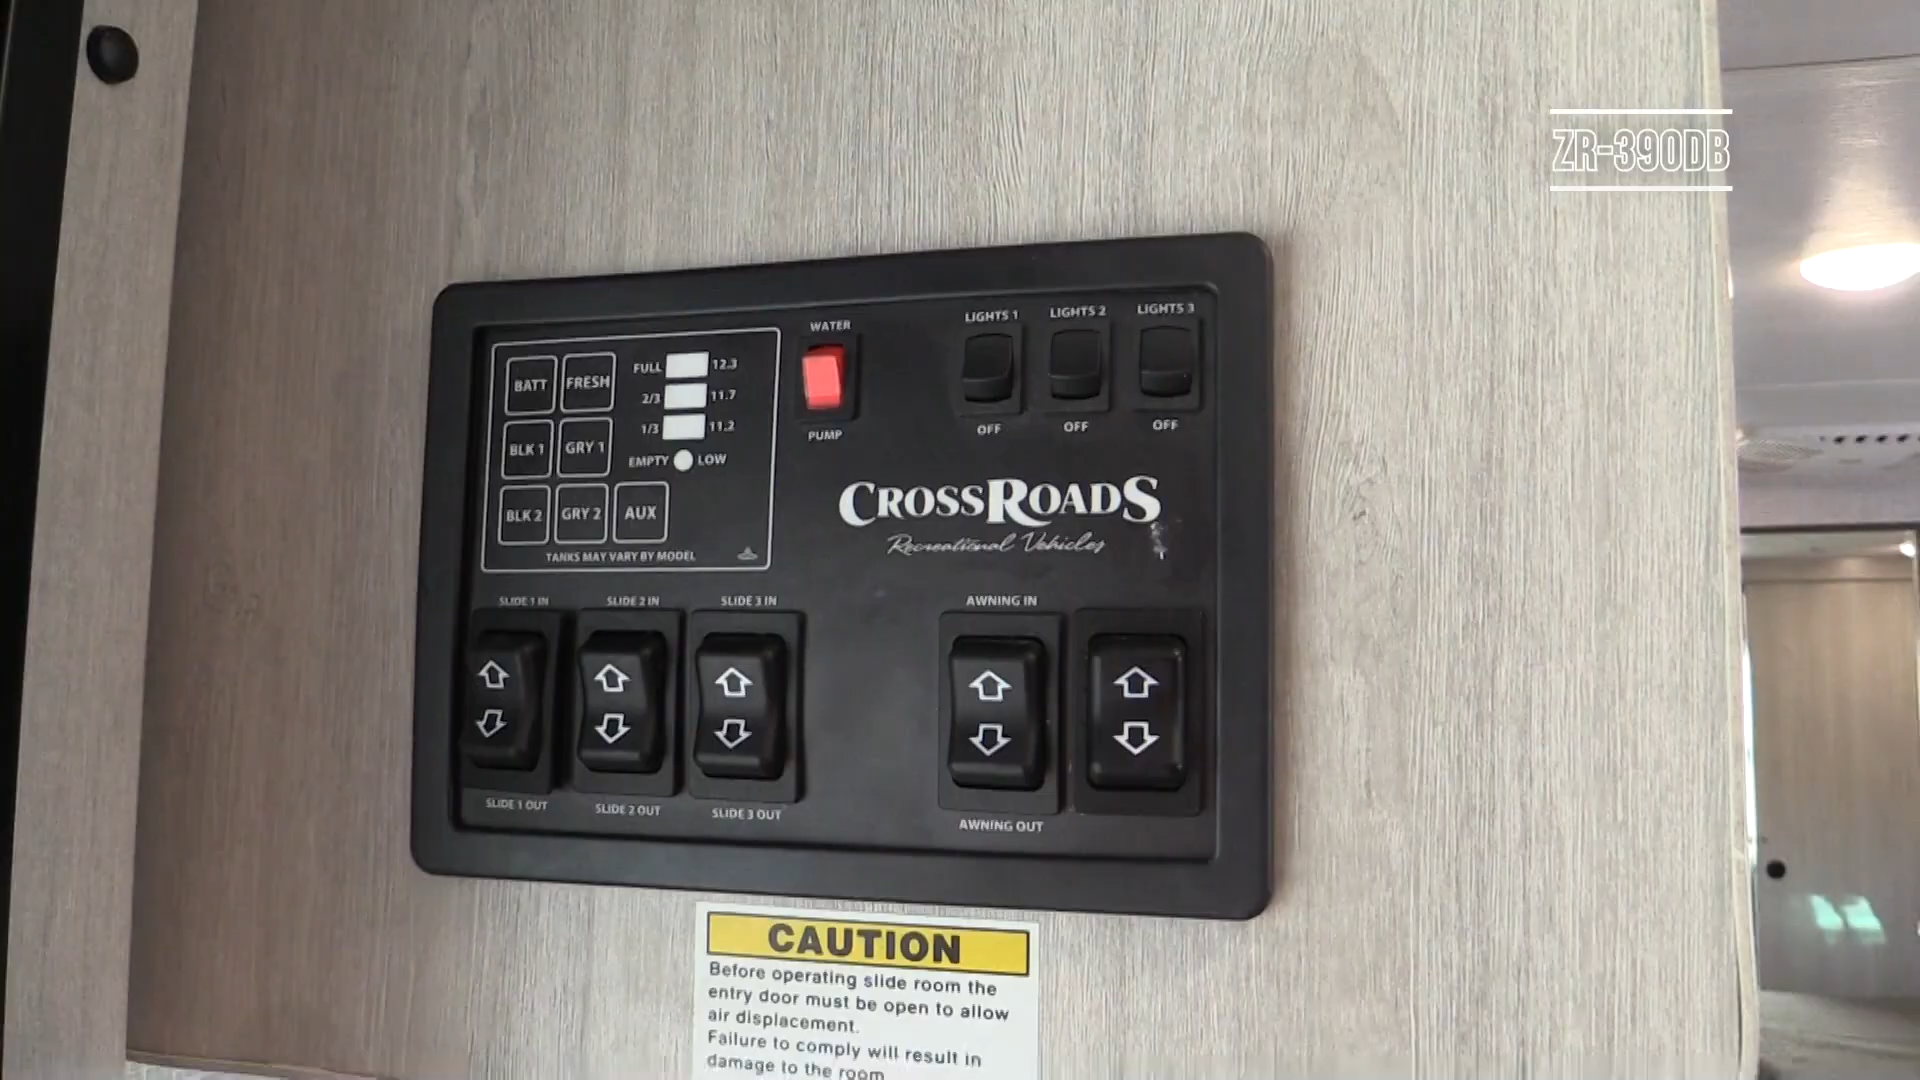 ZR-390DB
WATER
LIGHTS 1
LIGHTS 2
LIGHTS 3
BATT
FRESH
FULL
12.3
2/3
11.7
BLK 1
GRY 1
1/3
11.2
EMPTY
LOW
PUMP
OFF
OFF
OFF
BLK 2
GRY 2
AUX
TANKS MAY VARY BY MODEL
CROSSROADS
Recreational Vehicles
SLIDE 1 IN
SLIDE 2 IN
SLIDE 3 IN
AWNING IN
SLIDE 1 OUT
SLIDE 2 OUT
SLIDE 3 OUT
AWNING OUT
CAUTION
Before operating slide room the
entry door must be open to allow
air displacement.
Failure to comply will result in
damage to the room